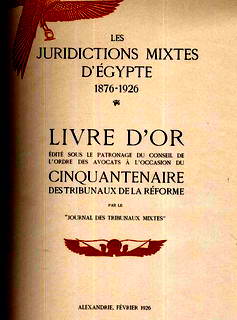 LES
JURIDICTIONS MIXTES
D'ÉGYPTE
1876-1926
LIVRE D'OR
ÉDITÉ SOUS LE PATRONAGE DU CONSEIL DE
L'ORDRE DES AVOCATS À L'OCCASION DU
CINQUANTENAIRE
DES TRIBUNAUX DE LA RÉFORME
PAR LE
"JOURNAL DES TRIBUNAUX MIXTES"
ALEXANDRIE, FÉVRIER 1926